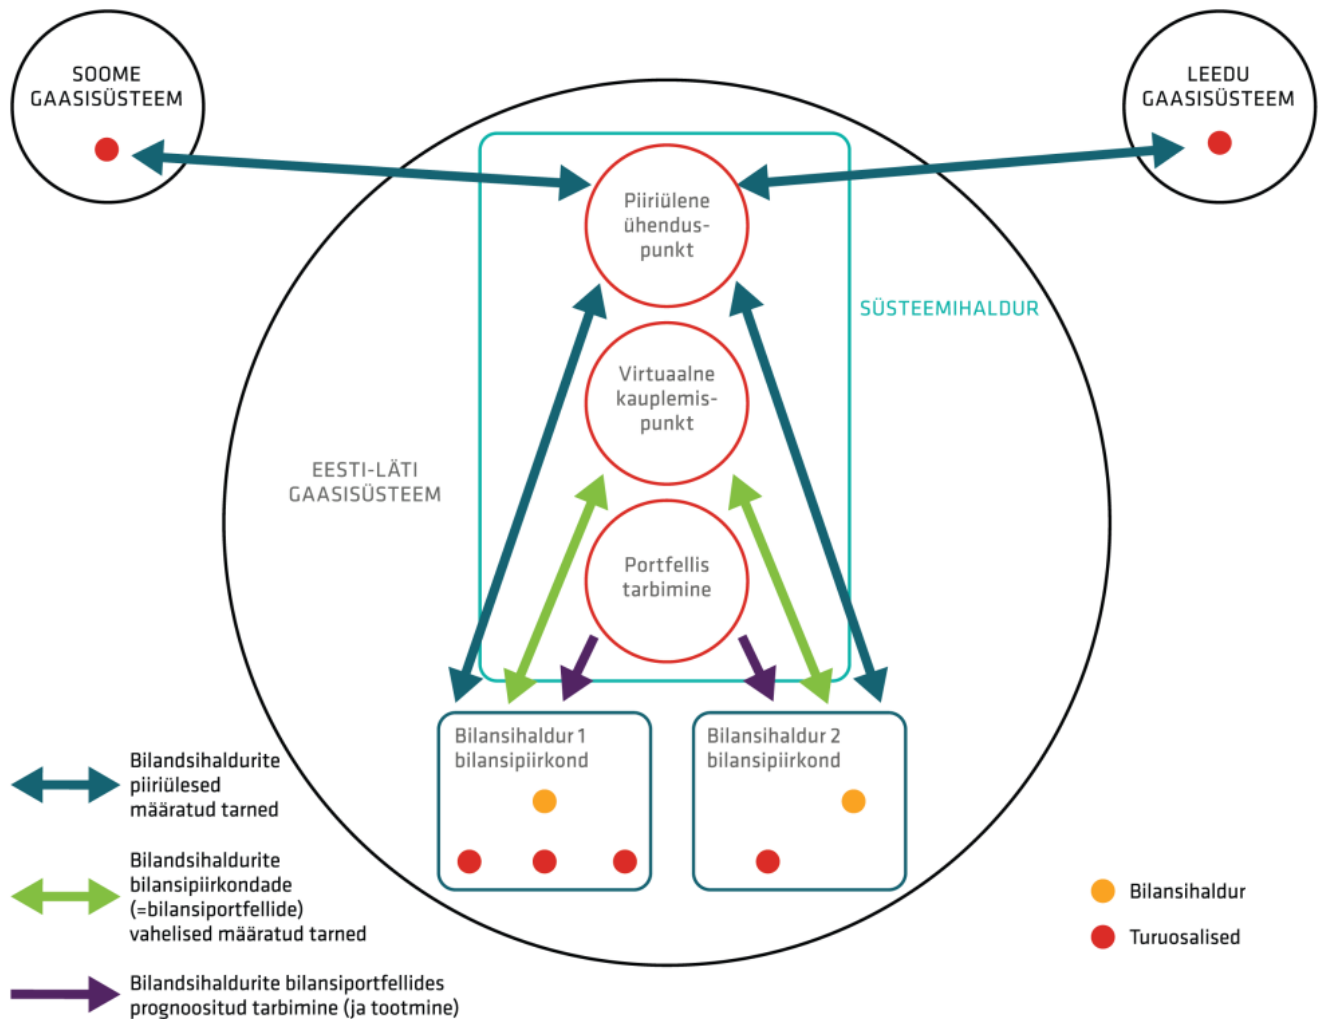 SOOME
GAASISÜSTEEM
LEEDU
GAASISÜSTEEM
Piiriülene
ühendus-
punkt
SÜSTEEMIHALDUR
Virtuaalne
kauplemis-
punkt
EESTI-LÄTI
GAASISÜSTEEM
Portfellis
tarbimine
Bilansihaldur 1
bilansipiirkond
Bilansihaldur 2
bilansipiirkond
Bilandsihaldurite
piiriülesed
määratud tarned
Bilandsihaldurite
bilansipiirkondade
(=bilansiportfellide)
vahelised määratud tarned
Bilandsihaldurite bilansiportfellides
prognoositud tarbimine (ja tootmine)
Bilansihaldur
Turuosalised